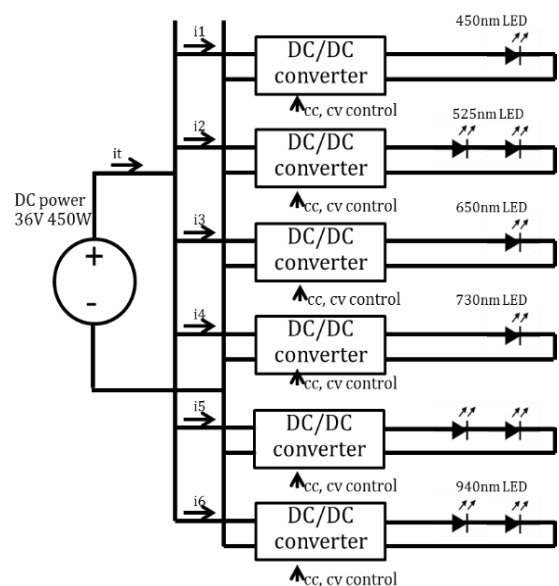 450nm LED
i1
DC/DC
converter
cc, cv control
i2
525nm LED
DC/DC
converter
it
cc, cv control
DC power
36V 450W
i3
650nm LED
DC/DC
converter
+
-
cc, cv control
i4
730nm LED
DC/DC
converter
cc, cv control
i5
DC/DC
converter
cc, cv control
i6
940nm LED
DC/DC
converter
cc, cv control